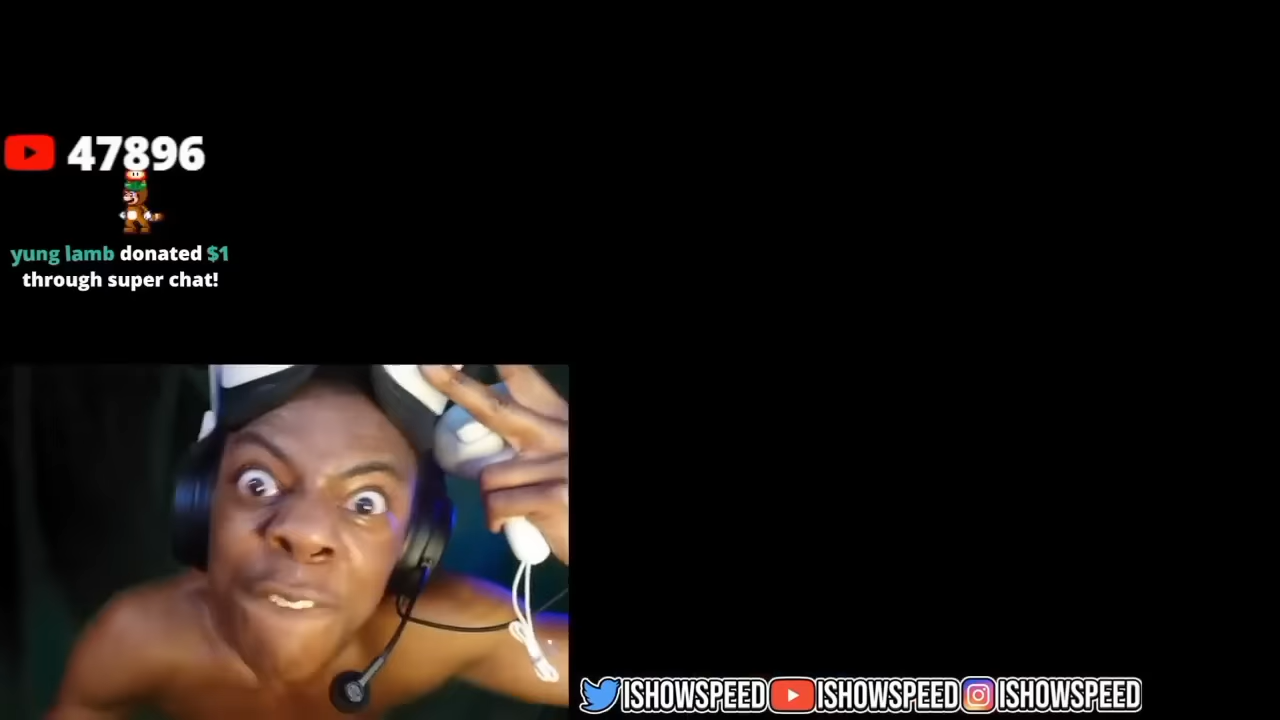 47896
yung lamb donated $1
through super chat!
ISHOWSPEED ISHOWSPEED ISHOWSPEED